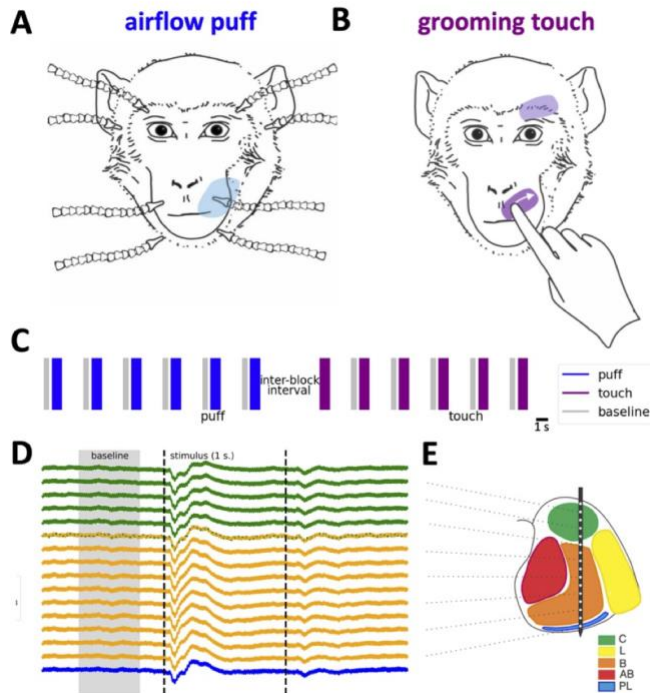 A
airflow puff
B
grooming touch
C
inter-block
interval
puff
touch
1 s
puff
touch
baseline
D
baseline
stimulus (1 s.)
E
C
L
B
AB
PL